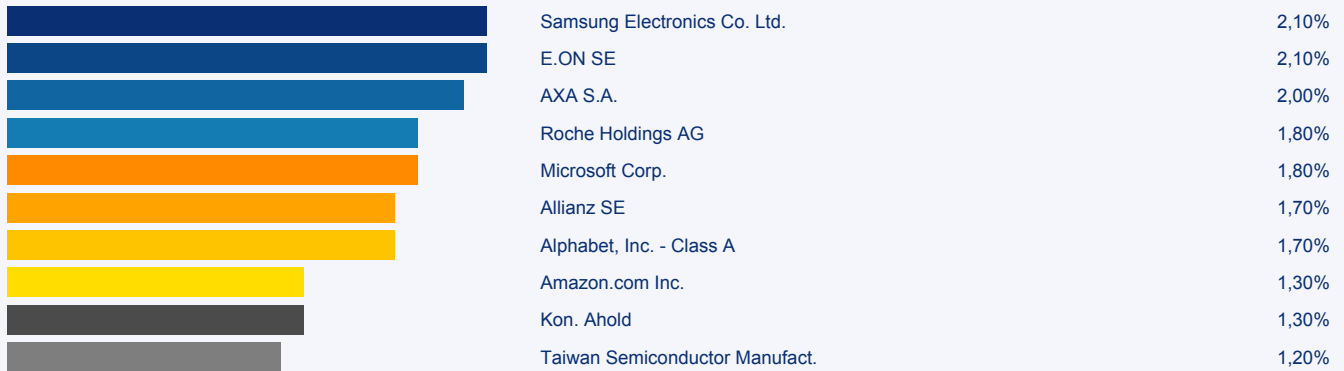 Samsung Electronics Co. Ltd. 2,10%
E.ON SE 2,10%
AXA S.A. 2,00%
Roche Holdings AG 1,80%
Microsoft Corp. 1,80%
Allianz SE 1,70%
Alphabet, Inc. - Class A 1,70%
Amazon.com Inc. 1,30%
Kon. Ahold 1,30%
Taiwan Semiconductor Manufact. 1,20%